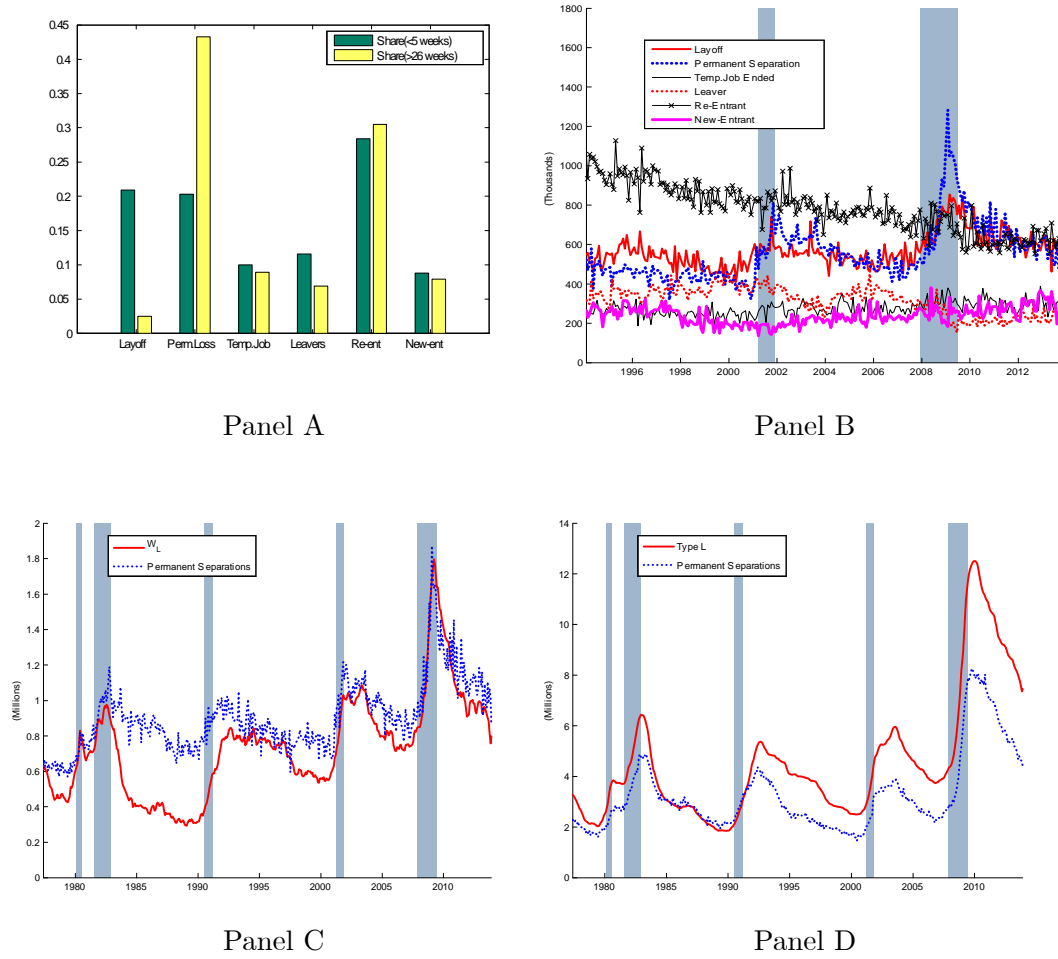 0.45
0.4
0.35
0.3
0.25
0.2
0.15
0.1
0.05
0
Share(<5 weeks)
Share(>26 weeks)
Layoff Perm.Loss Temp.Job Leavers Re-ent New-ent
Panel A
1800
1600
1400
1200
1000
800
600
400
200
0
(Thousands)
Layoff
Permanent Separation
Temp.Job Ended
Leaver
Re-Entrant
New-Entrant
1996 1998 2000 2002 2004 2006 2008 2010 2012
Panel B
2
1.8
1.6
1.4
1.2
1
0.8
0.6
0.4
0.2
0
(Millions)
W_L
Permanent Separations
1980 1985 1990 1995 2000 2005 2010
Panel C
14
12
10
8
6
4
2
0
(Millions)
Type L
Permanent Separations
1980 1985 1990 1995 2000 2005 2010
Panel D